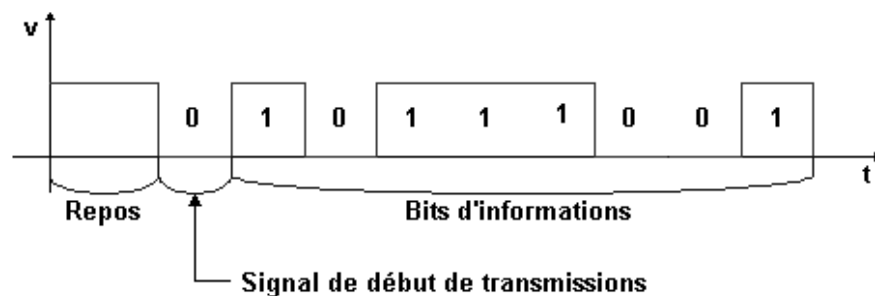 v
0 1 0 1 1 1 0 0 1
t
Repos Bits d'informations
Signal de début de transmissions